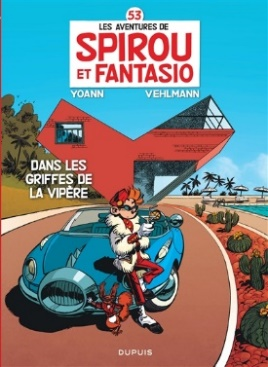 53
LES AVENTURES DE
SPIROU
ET FANTASIO
YOANN VEHLMANN
DANS LES
GRIFFES DE
LA VIPÈRE
DUPUIS